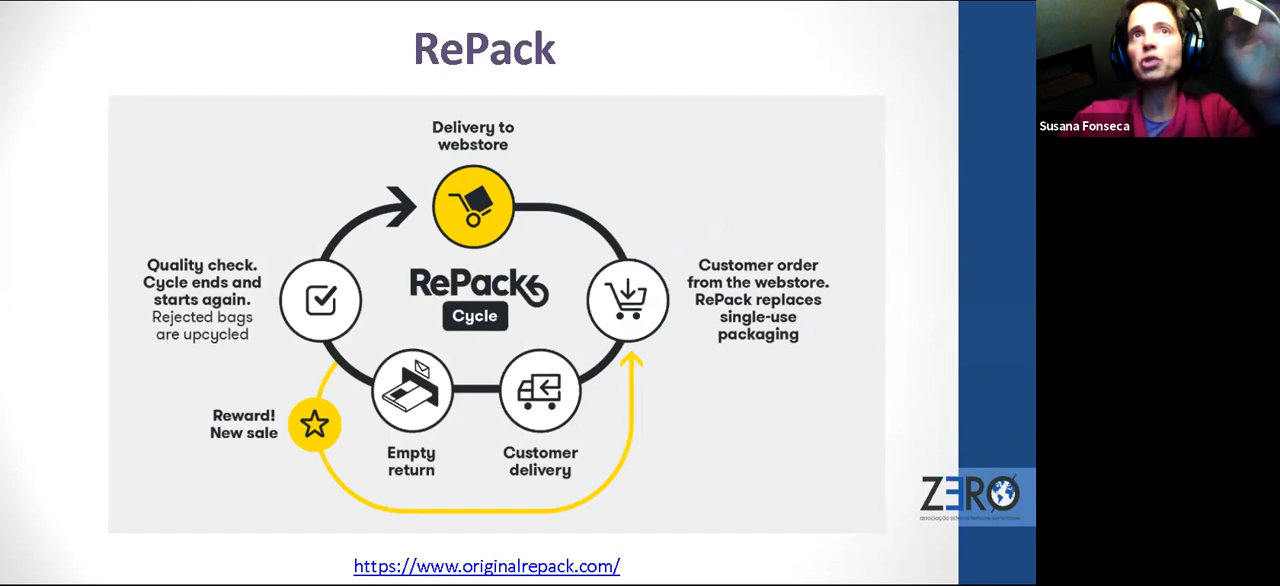 RePack
Delivery to
webstore
Quality check.
Cycle ends and
starts again.
Rejected bags
are upcycled
RePack
Cycle
Customer order
from the webstore.
RePack replaces
single-use
packaging
Reward!
New sale
Empty
return
Customer
delivery
ZERO
https://www.originalrepack.com/
Susana Fonseca